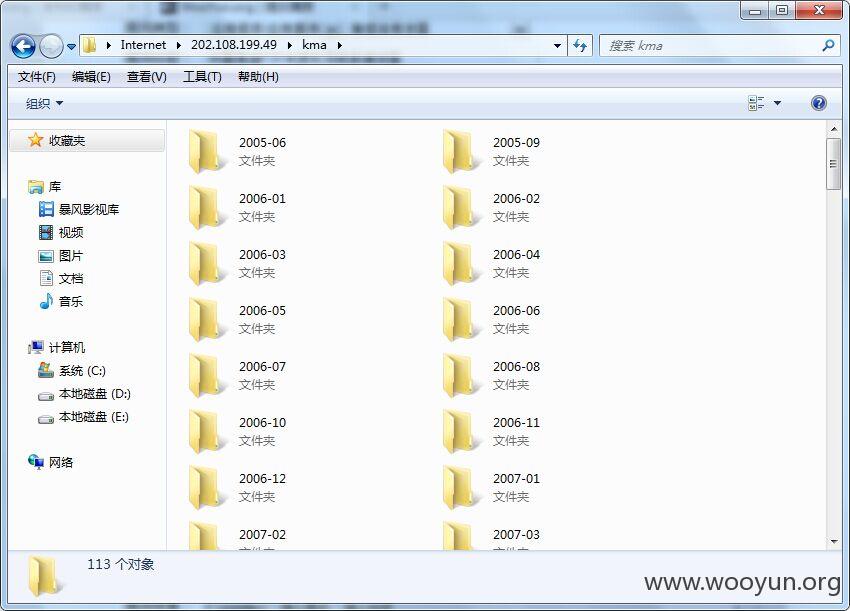 Internet
202.108.199.49
kma
搜索 kma
文件(F) 编辑(E) 查看(V) 工具(T) 帮助(H)
组织
收藏夹
库
暴风影视库
视频
图片
文档
音乐
计算机
系统 (C:)
本地磁盘 (D:)
本地磁盘 (E:)
网络
2005-06
文件夹
2005-09
文件夹
2006-01
文件夹
2006-02
文件夹
2006-03
文件夹
2006-04
文件夹
2006-05
文件夹
2006-06
文件夹
2006-07
文件夹
2006-08
文件夹
2006-10
文件夹
2006-11
文件夹
2006-12
文件夹
2007-01
文件夹
2007-02
2007-03
113 个对象
www.wooyun.org